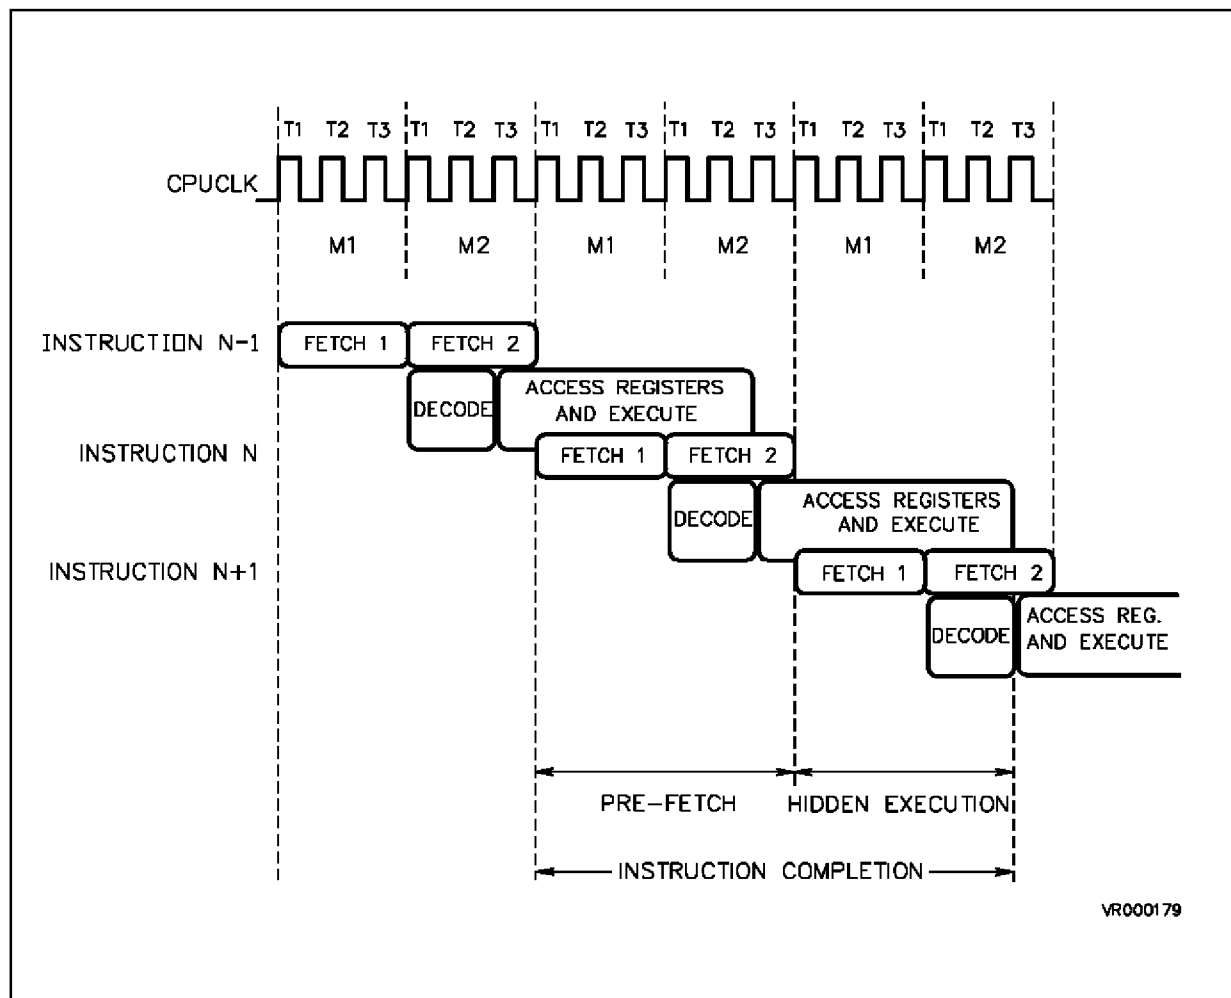 T1 T2 T3 T1 T2 T3 T1 T2 T3 T1 T2 T3 T1 T2 T3 T1 T2 T3
CPUCLK
M1 M2 M1 M2 M1 M2
INSTRUCTION N-1
FETCH 1 FETCH 2
DECODE
ACCESS REGISTERS
AND EXECUTE
INSTRUCTION N
FETCH 1 FETCH 2
DECODE
ACCESS REGISTERS
AND EXECUTE
INSTRUCTION N+1
FETCH 1 FETCH 2
DECODE
ACCESS REG.
AND EXECUTE
PRE-FETCH HIDDEN EXECUTION
INSTRUCTION COMPLETION
VR000179